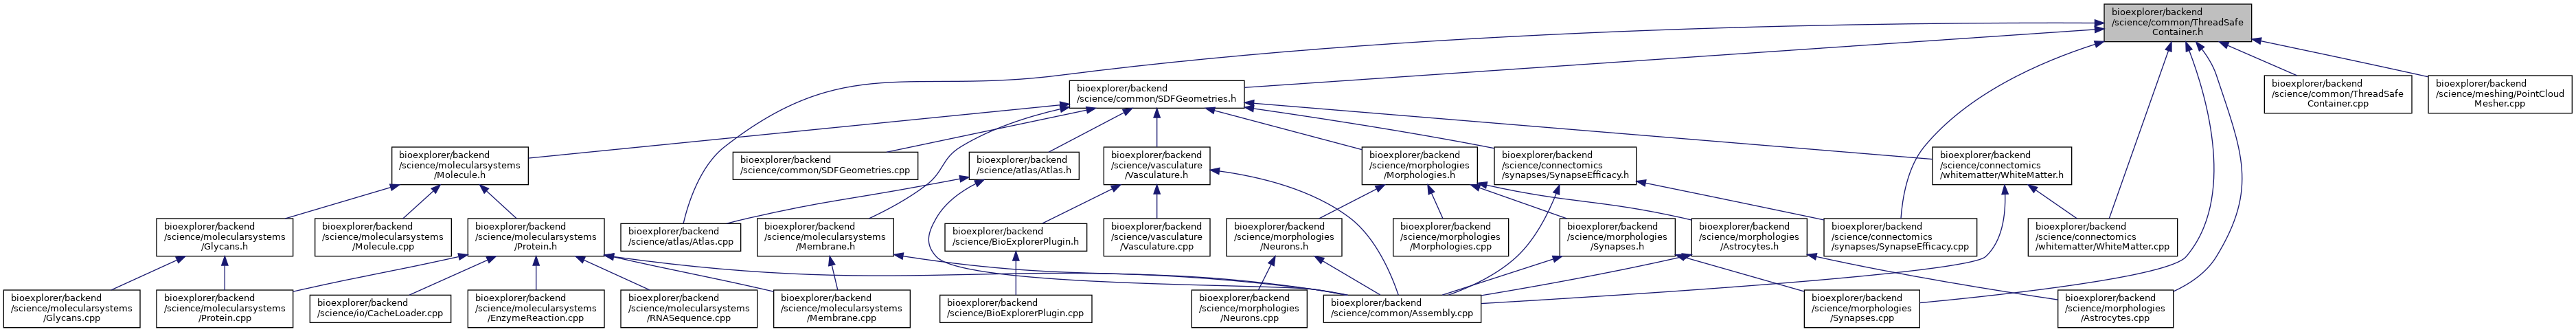 bioexplorer/backend
/science/common/ThreadSafe
Container.h
bioexplorer/backend
/science/common/SDFGeometries.h
bioexplorer/backend
/science/common/ThreadSafe
Container.cpp
bioexplorer/backend
/science/meshing/PointCloud
Mesher.cpp
bioexplorer/backend
/science/molecularsystems
/Molecule.h
bioexplorer/backend
/science/common/SDFGeometries.cpp
bioexplorer/backend
/science/atlas/Atlas.h
bioexplorer/backend
/science/vasculature
/Vasculature.h
bioexplorer/backend
/science/morphologies
/Morphologies.h
bioexplorer/backend
/science/connectomics
/synapses/SynapseEfficacy.h
bioexplorer/backend
/science/connectomics
/whitematter/WhiteMatter.h
bioexplorer/backend
/science/molecularsystems
/Glycans.h
bioexplorer/backend
/science/molecularsystems
/Molecule.cpp
bioexplorer/backend
/science/molecularsystems
/Protein.h
bioexplorer/backend
/science/atlas/Atlas.cpp
bioexplorer/backend
/science/molecularsystems
/Membrane.h
bioexplorer/backend
/science/BioExplorerPlugin.h
bioexplorer/backend
/science/vasculature
/Vasculature.cpp
bioexplorer/backend
/science/morphologies
/Neurons.h
bioexplorer/backend
/science/morphologies
/Morphologies.cpp
bioexplorer/backend
/science/morphologies
/Synapses.h
bioexplorer/backend
/science/morphologies
/Astrocytes.h
bioexplorer/backend
/science/connectomics
/synapses/SynapseEfficacy.cpp
bioexplorer/backend
/science/connectomics
/whitematter/WhiteMatter.cpp
bioexplorer/backend
/science/molecularsystems
/Glycans.cpp
bioexplorer/backend
/science/molecularsystems
/Protein.cpp
bioexplorer/backend
/science/io/CacheLoader.cpp
bioexplorer/backend
/science/molecularsystems
/EnzymeReaction.cpp
bioexplorer/backend
/science/molecularsystems
/RNASequence.cpp
bioexplorer/backend
/science/molecularsystems
/Membrane.cpp
bioexplorer/backend
/science/BioExplorerPlugin.cpp
bioexplorer/backend
/science/morphologies
/Neurons.cpp
bioexplorer/backend
/science/common/Assembly.cpp
bioexplorer/backend
/science/morphologies
/Synapses.cpp
bioexplorer/backend
/science/morphologies
/Astrocytes.cpp